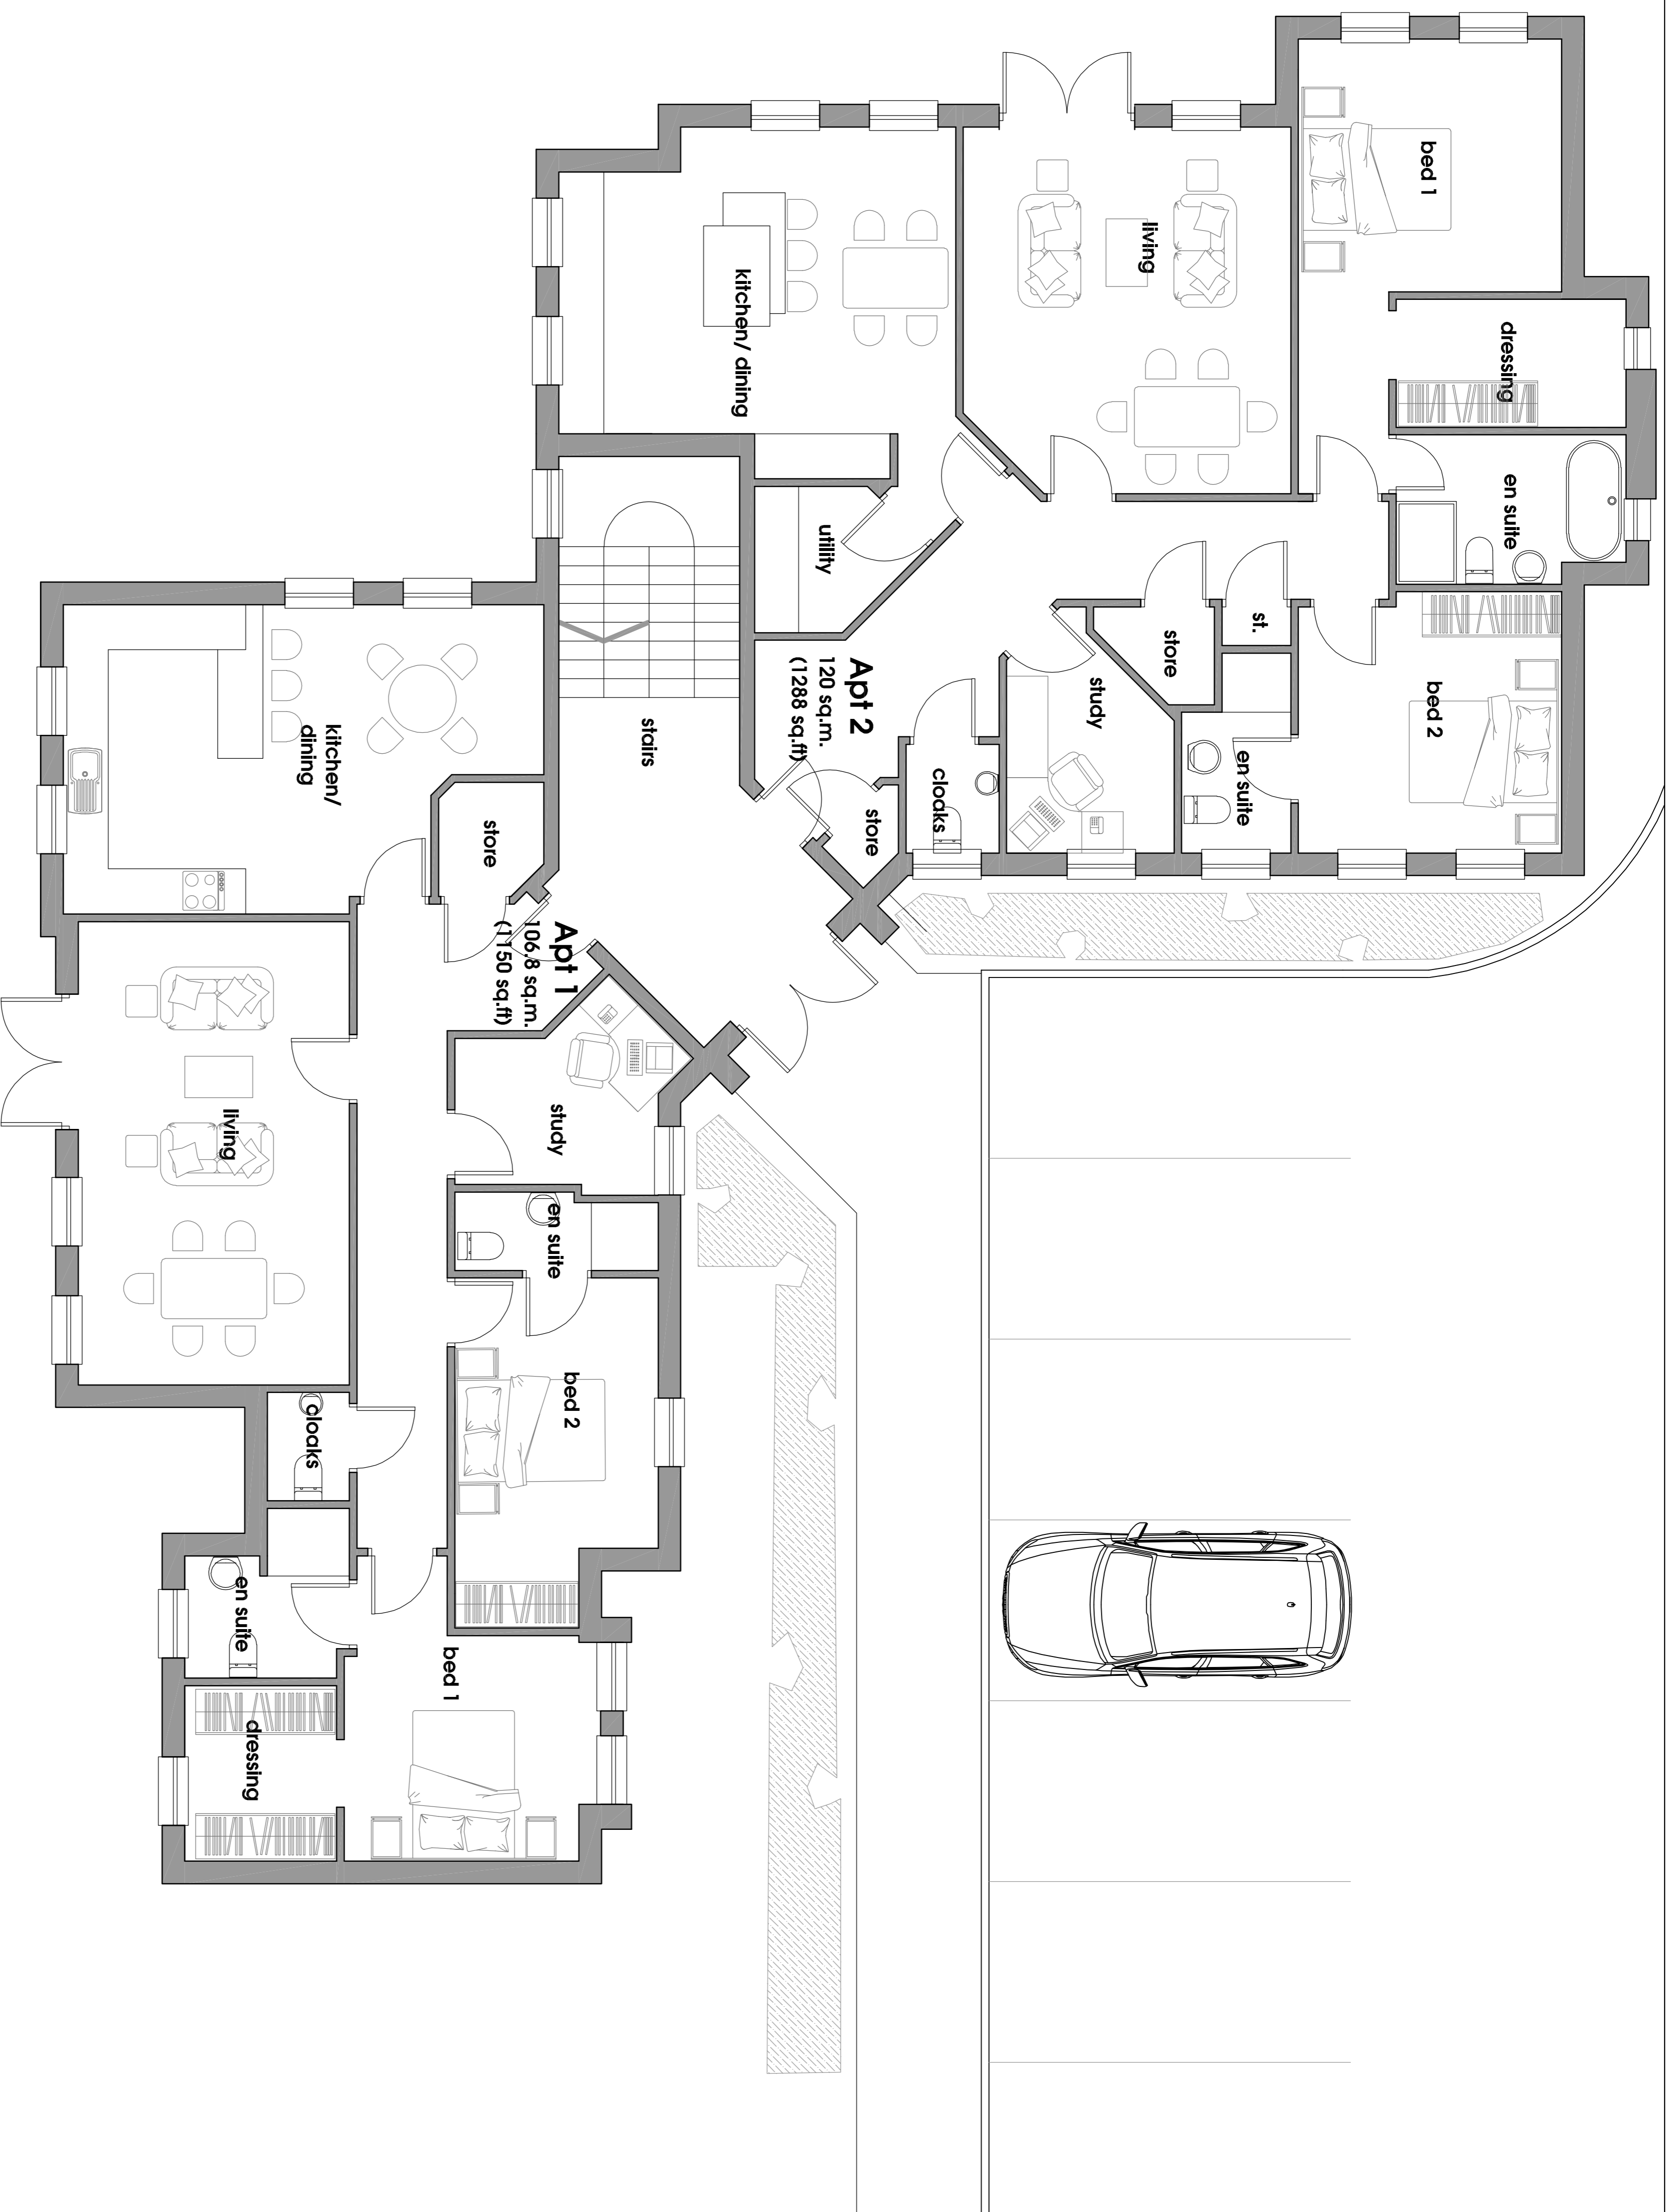 bed 1
dressing
en suite
living
bed 2
st.
store
en suite
study
kitchen/ dining
utility
Apt 2
120 sq.m.
(1288 sq.ft)
cloaks
store
stairs
kitchen/
dining
store
Apt 1
106.8 sq.m.
(1150 sq.ft)
study
living
en suite
bed 2
cloaks
en suite
bed 1
dressing